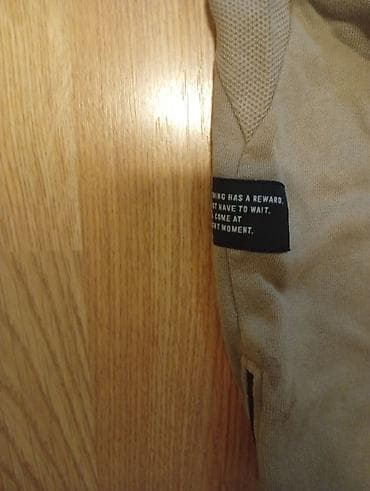 HAS A REWARD.
HAVE TO WAIT.
COME AT
MOMENT.